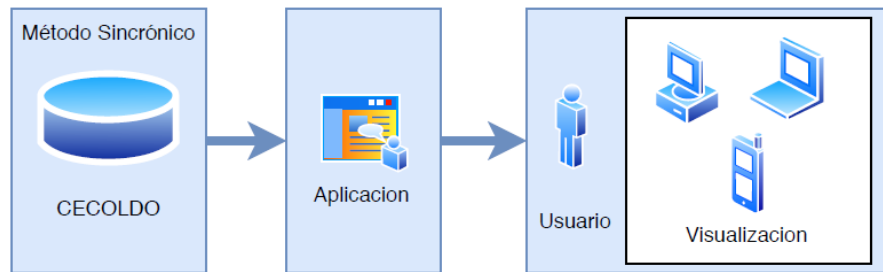 Método Sincrónico
CECOLDO
Aplicacion
Usuario
Visualizacion